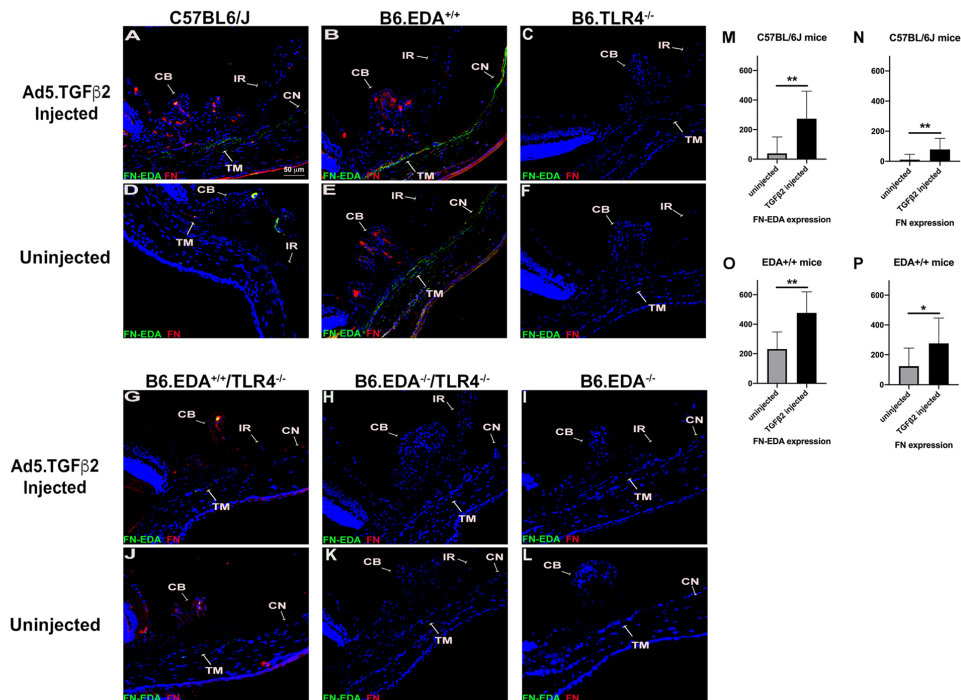 C57BL6/J
B6.EDA+/+
B6.TLR4-/-
Ad5.TGFβ2
Injected
A
CB
IR
CN
TM
50 µm
FN-EDA FN
B
CB
IR
CN
TM
FN-EDA FN
C
CB
IR
TM
FN-EDA FN
Uninjected
D
CB
TM
IR
FN-EDA FN
E
IR
CN
CB
TM
FN-EDA FN
F
CB
IR
TM
FN-EDA FN
B6.EDA+/+/TLR4-/-
B6.EDA-/-/TLR4-/-
B6.EDA-/-
Ad5.TGFβ2
Injected
G
CB
IR
CN
TM
FN-EDA FN
H
IR
CB
CN
TM
FN-EDA FN
I
CB
IR
CN
TM
FN-EDA FN
Uninjected
J
CB
CN
TM
FN-EDA FN
K
CB
IR
CN
TM
FN-EDA FN
L
CB
CN
TM
FN-EDA FN
M
C57BL/6J mice
600
400
200
0
**
uninjected
TGFβ2 injected
FN-EDA expression
N
C57BL/6J mice
600
400
200
0
**
uninjected
TGFβ2 injected
FN expression
O
EDA+/+ mice
600
400
200
0
**
uninjected
TGFβ2 injected
FN-EDA expression
P
EDA+/+ mice
600
400
200
0
*
uninjected
TGFβ2 injected
FN expression